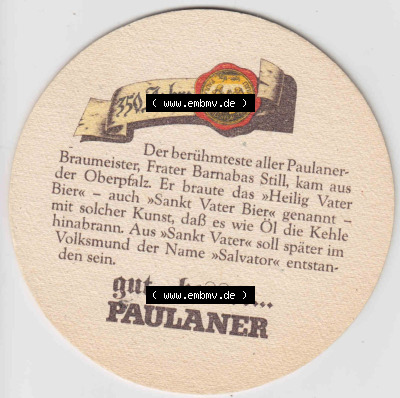 350 Jahre
( www.embmv.de )
Der berühmteste aller Paulaner-
Braumeister, Frater Barnabas Still, kam aus
der Oberpfalz. Er braute das »Heilig Vater
Bier« – auch »Sankt Vater Bier« genannt –
mit solcher Kunst, daß es wie Öl die Kehle
hinabrann. Aus »Sankt Vater« soll später im
Volksmund der Name »Salvator« entstan-
den sein.
gut
( www.embmv.de )
PAULANER